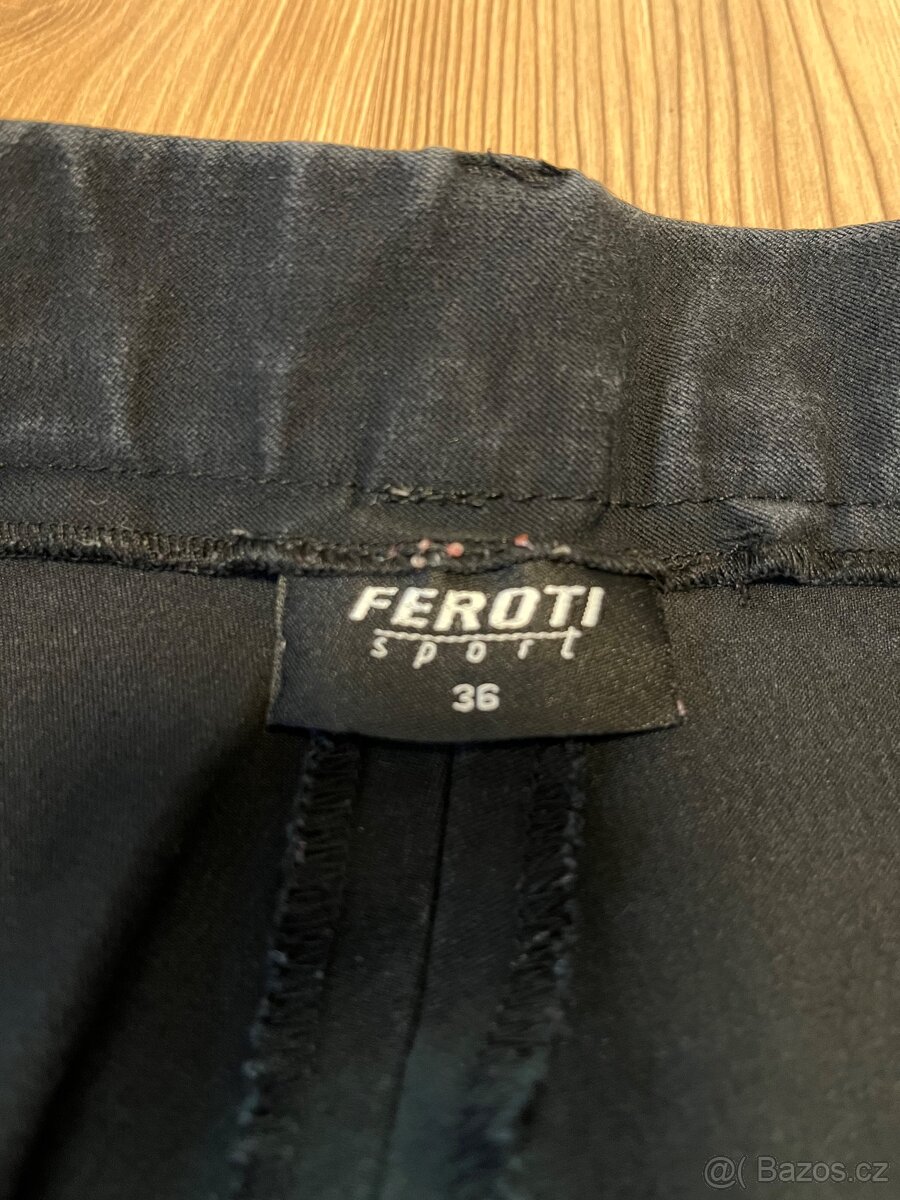 FEROTI
sport
36
@( Bazos.cz